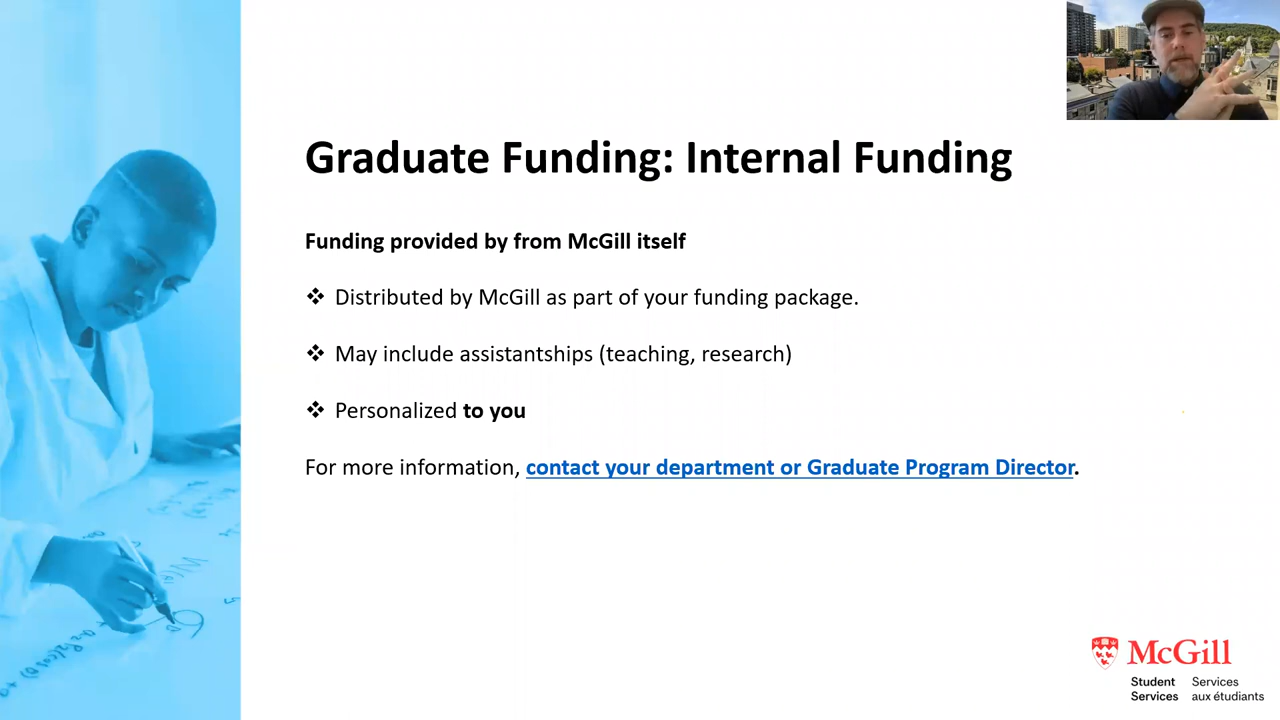 Graduate Funding: Internal Funding
Funding provided by from McGill itself
❖ Distributed by McGill as part of your funding package.
❖ May include assistantships (teaching, research)
❖ Personalized to you
For more information, contact your department or Graduate Program Director.
McGill
Student Services
Services aux étudiants